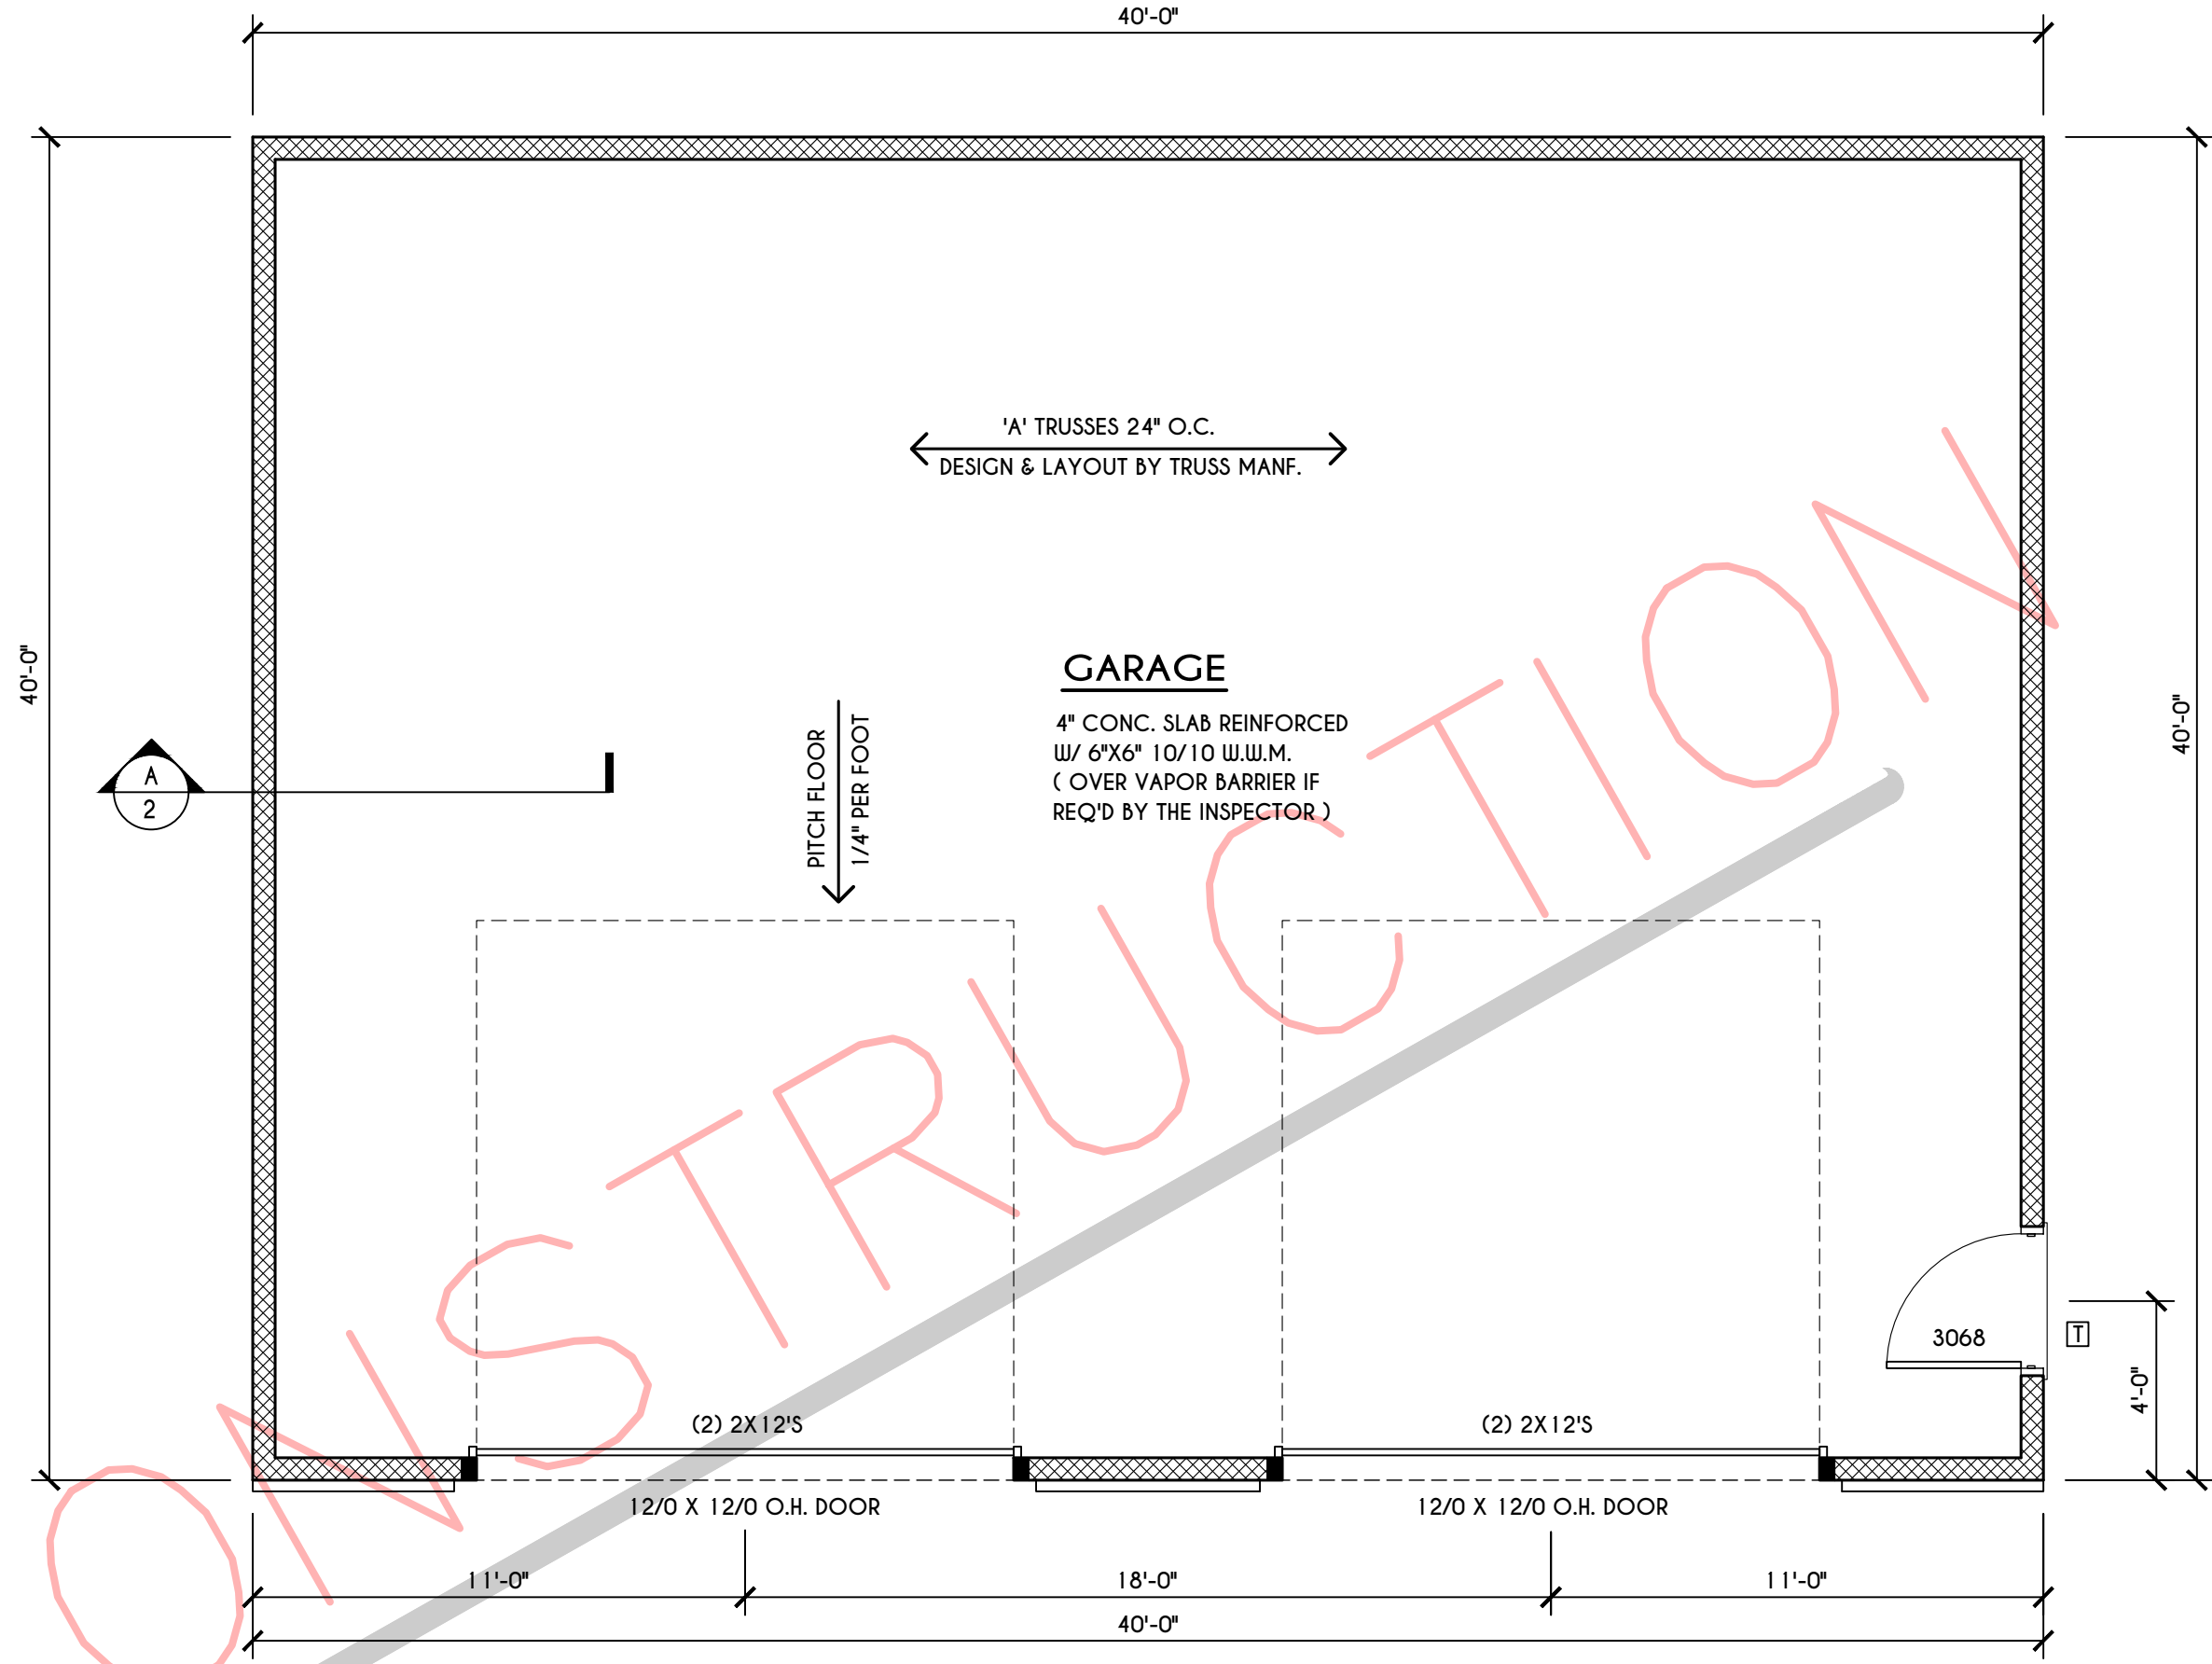 40'-0"
'A' TRUSSES 24" O.C.
DESIGN & LAYOUT BY TRUSS MANF.
40'-0"
40'-0"
GARAGE
4" CONC. SLAB REINFORCED
W/ 6"X6" 10/10 W.W.M.
( OVER VAPOR BARRIER IF
REQ'D BY THE INSPECTOR )
PITCH FLOOR
1/4" PER FOOT
A
2
ONSTRUCTION
3068
T
4'-0"
(2) 2X12'S
(2) 2X12'S
12/0 X 12/0 O.H. DOOR
12/0 X 12/0 O.H. DOOR
11'-0"
18'-0"
11'-0"
40'-0"